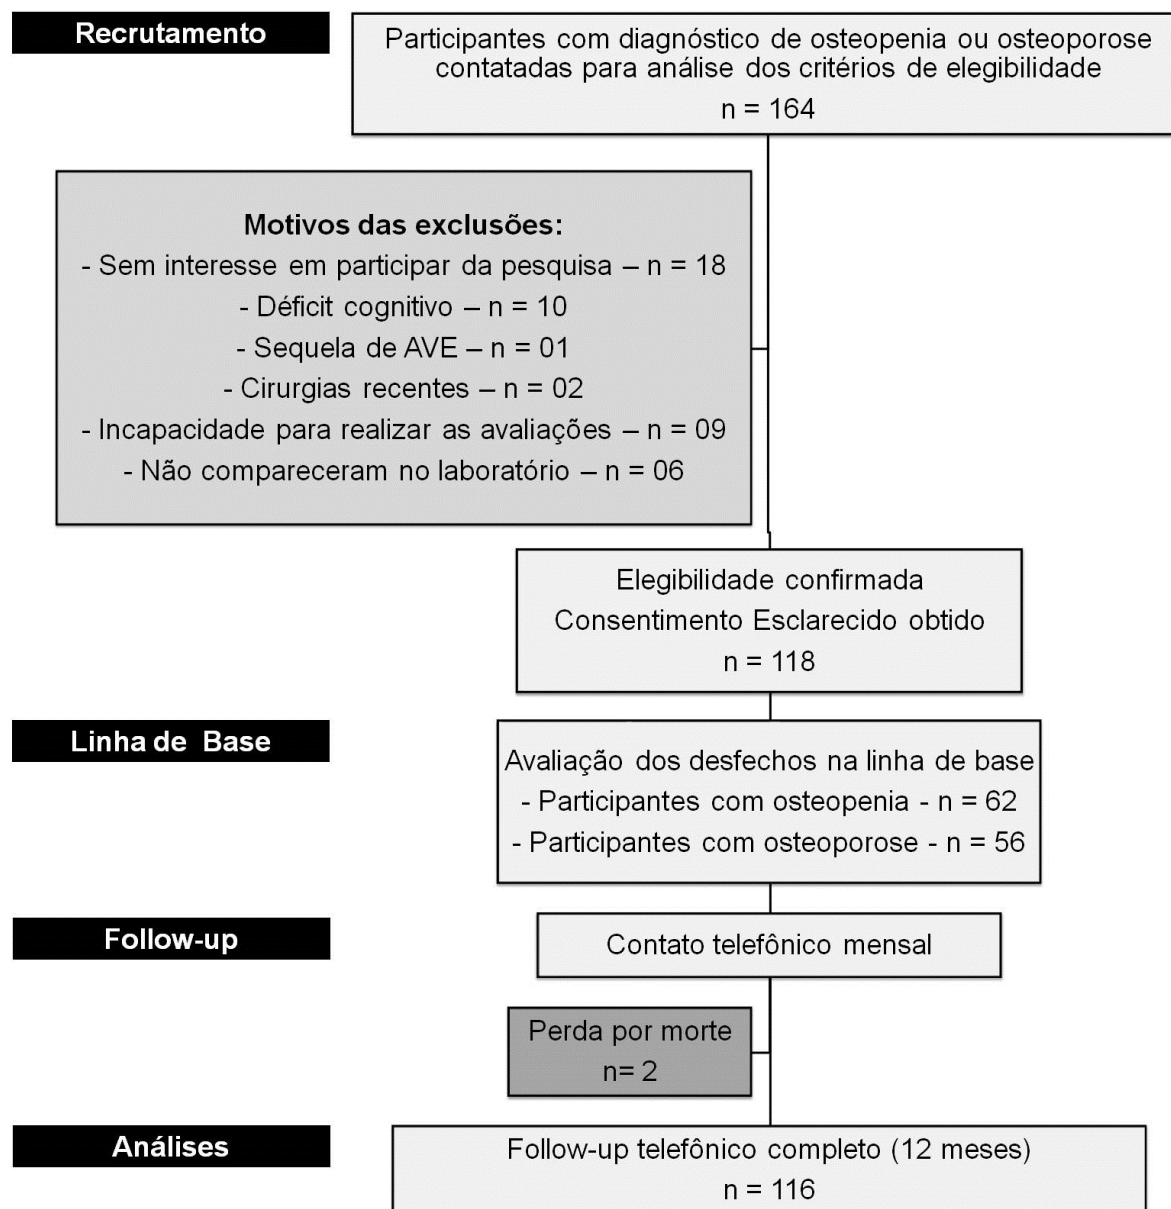 Recrutamento
Participantes com diagnóstico de osteopenia ou osteoporose
contatadas para análise dos critérios de elegibilidade
n = 164
Motivos das exclusões:
- Sem interesse em participar da pesquisa – n = 18
- Déficit cognitivo – n = 10
- Sequela de AVE – n = 01
- Cirurgias recentes – n = 02
- Incapacidade para realizar as avaliações – n = 09
- Não compareceram no laboratório – n = 06
Elegibilidade confirmada
Consentimento Esclarecido obtido
n = 118
Linha de Base
Avaliação dos desfechos na linha de base
- Participantes com osteopenia - n = 62
- Participantes com osteoporose - n = 56
Follow-up
Contato telefônico mensal
Perda por morte
n= 2
Análises
Follow-up telefônico completo (12 meses)
n = 116